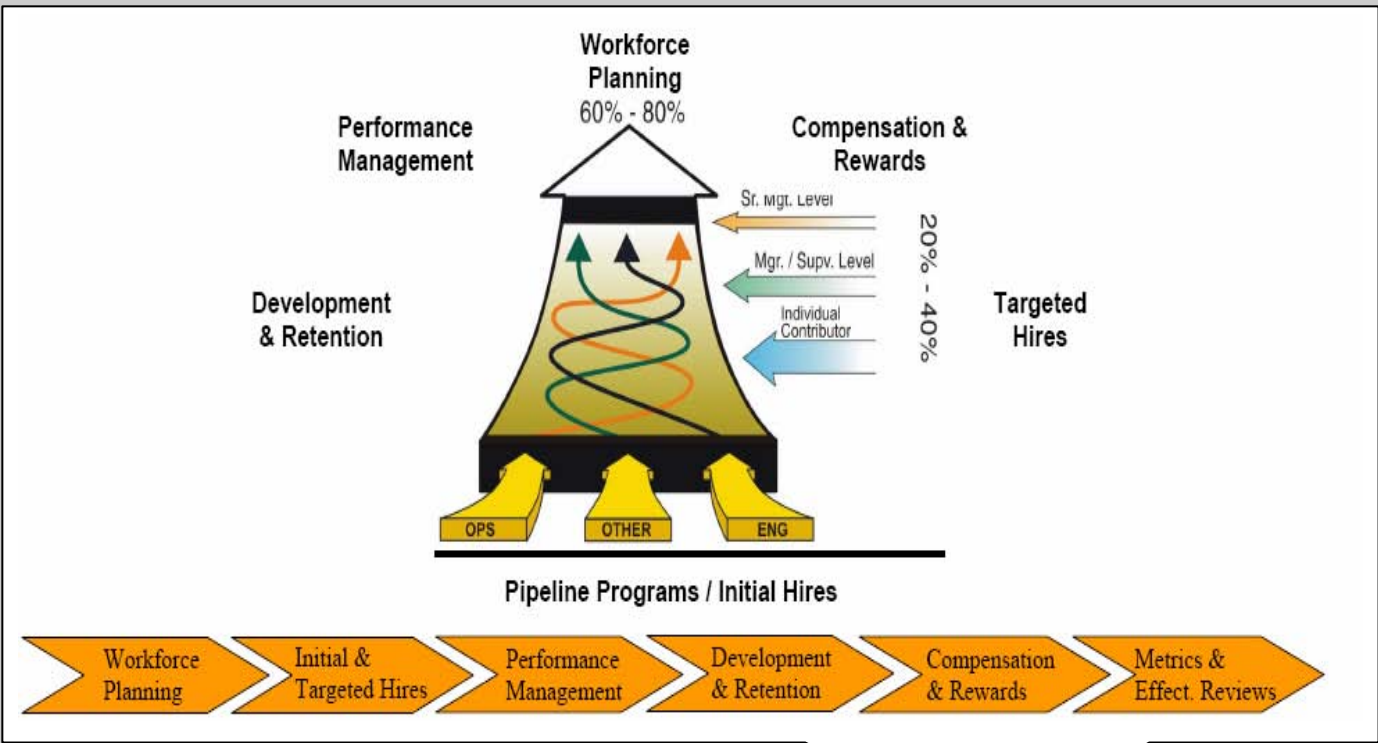 Workforce
Planning
60% - 80%
Performance
Management
Compensation &
Rewards
Sr. Mgt. Level
Mgr. / Supv. Level
Individual
Contributor
20% - 40%
Development
& Retention
Targeted
Hires
OPS
OTHER
ENG
Pipeline Programs / Initial Hires
Workforce
Planning
Initial &
Targeted Hires
Performance
Management
Development
& Retention
Compensation
& Rewards
Metrics &
Effect. Reviews